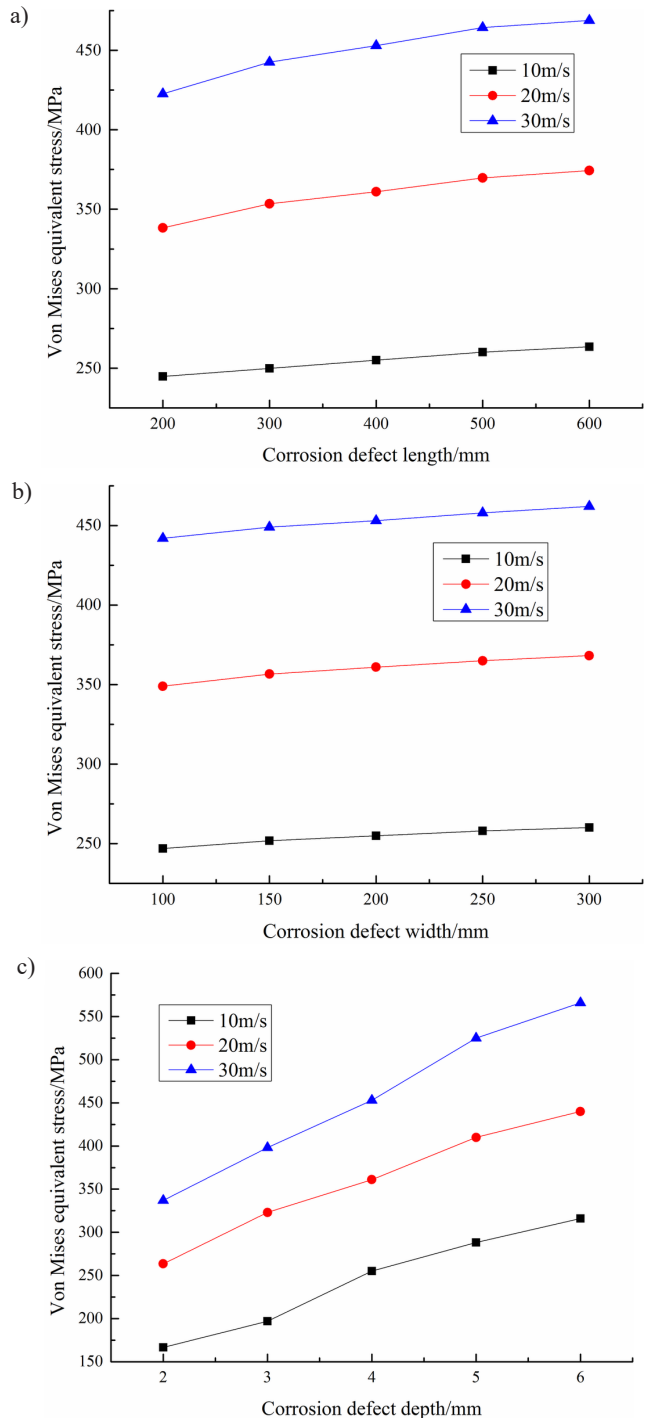 a)
450
400
350
300
250
Von Mises equivalent stress/MPa
10m/s
20m/s
30m/s
200 300 400 500 600
Corrosion defect length/mm
b)
450
400
350
300
250
Von Mises equivalent stress/MPa
10m/s
20m/s
30m/s
100 150 200 250 300
Corrosion defect width/mm
c)
600
550
500
450
400
350
300
250
200
150
Von Mises equivalent stress/MPa
10m/s
20m/s
30m/s
2 3 4 5 6
Corrosion defect depth/mm